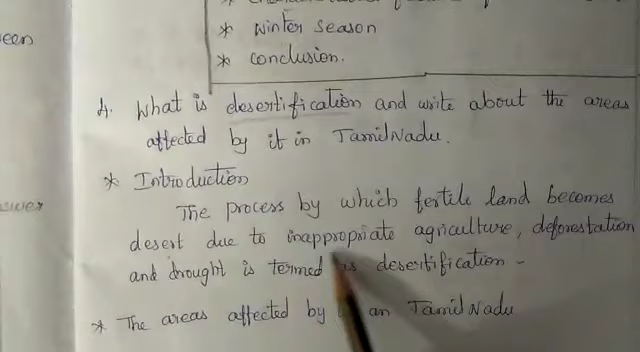 een
* Winter season
* Conclusion.
4. What is desertification and write about the areas
affected by it in TamilNadu.
* Introduction
The process by which fertile land becomes
desert due to inappropriate agriculture, deforestation
and drought is termed as desertification -
* The areas affected by an TamilNadu